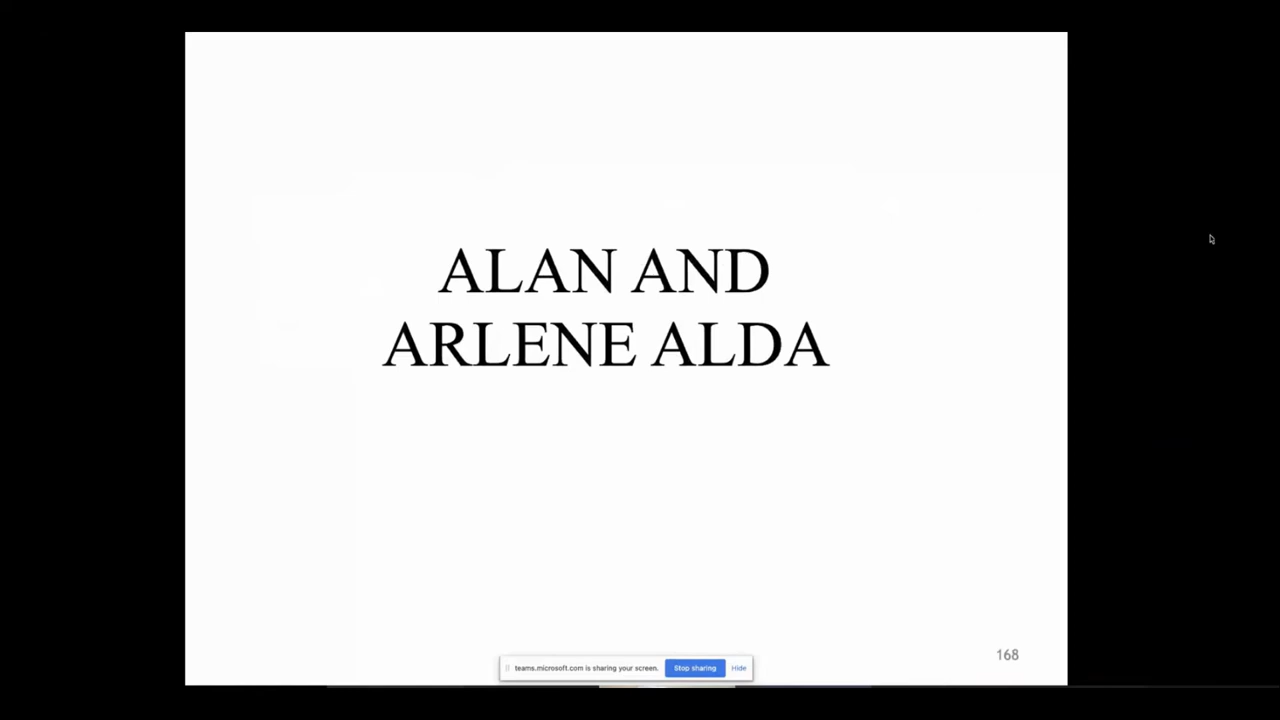 ALAN AND
ARLENE ALDA
168
teams.microsoft.com is sharing your screen. Stop sharing Hide